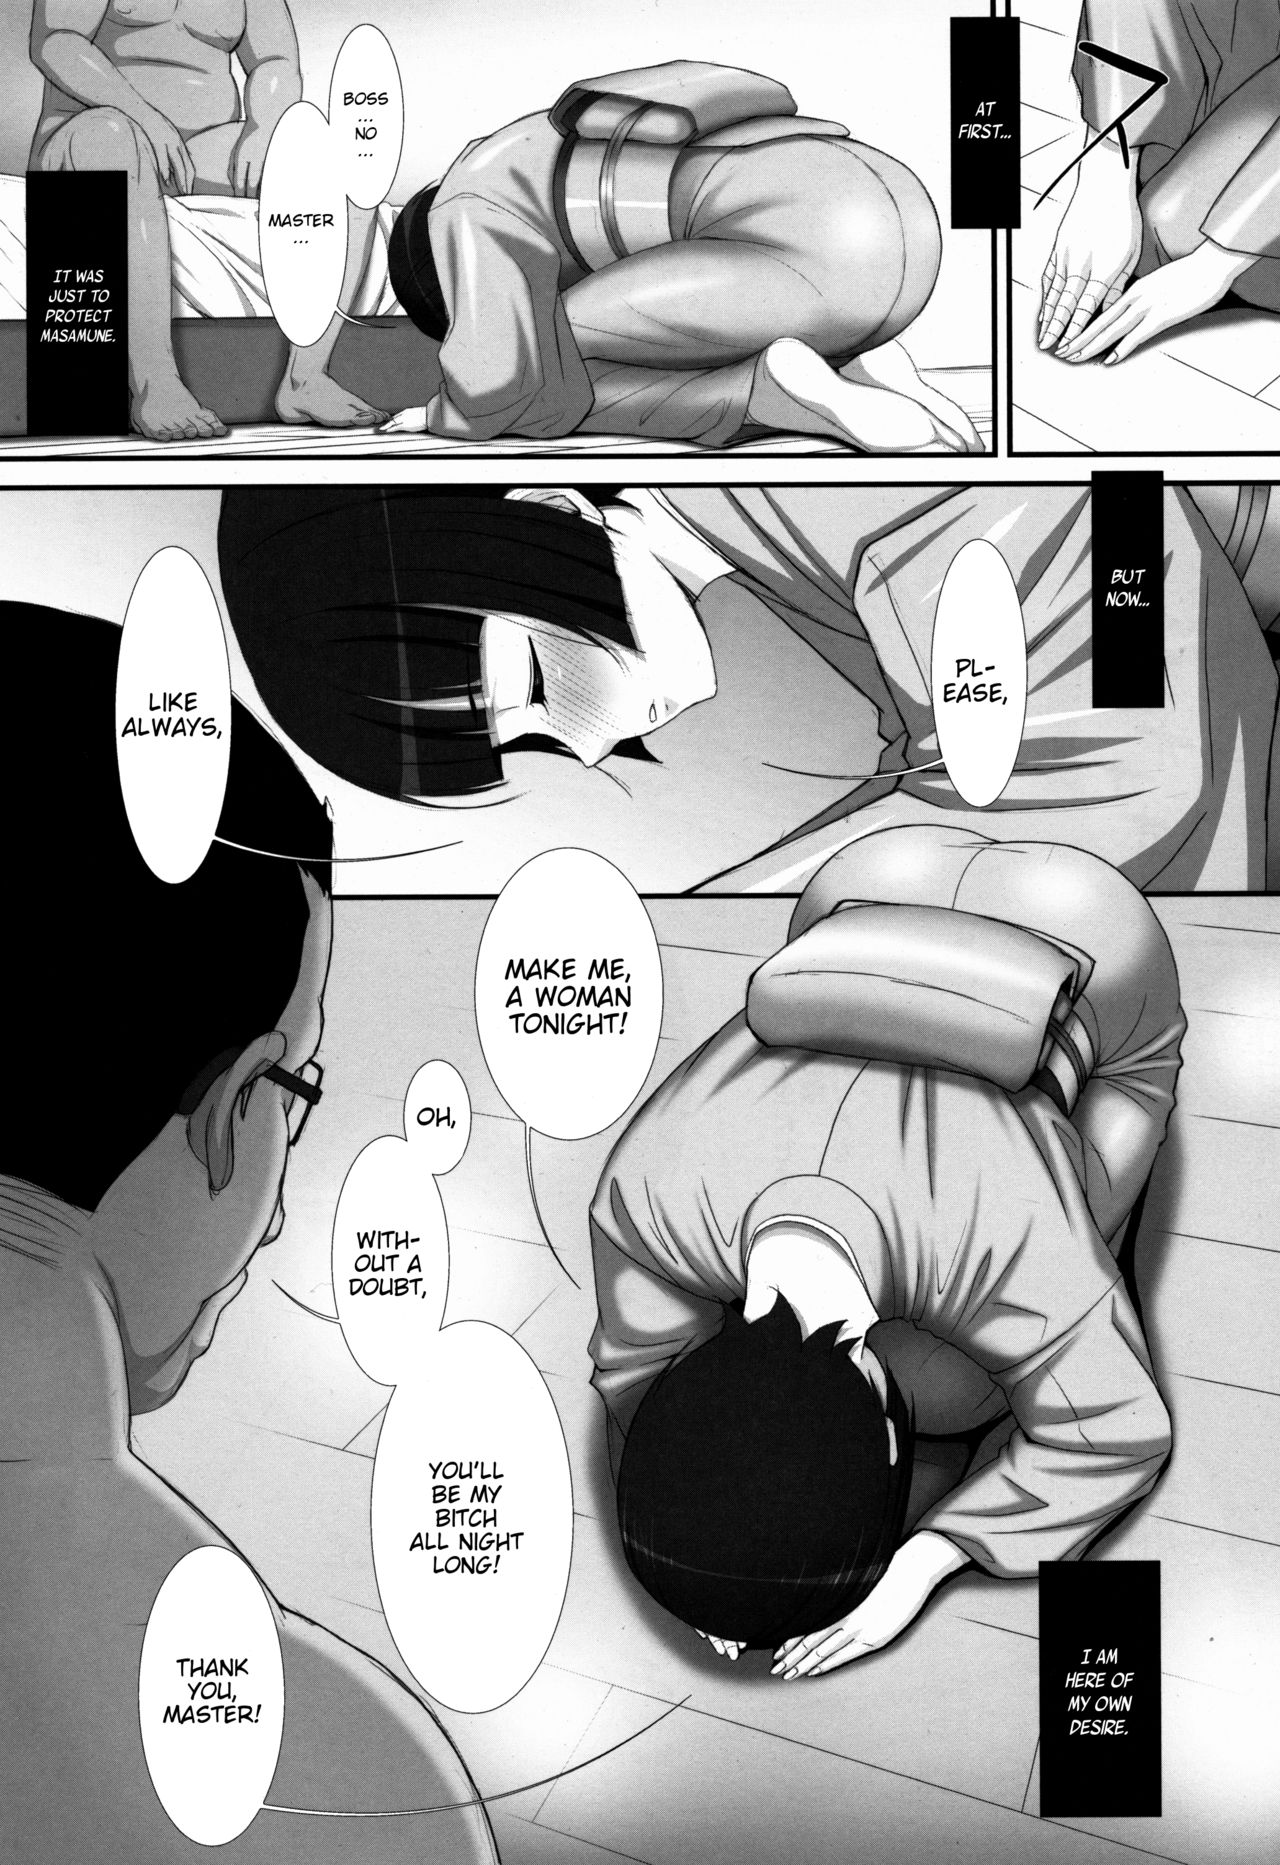 AT
FIRST...
BOSS
...
NO
...
MASTER
...
IT WAS
JUST TO
PROTECT
MASAMUNE.
BUT
NOW...
PL-
EASE,
LIKE
ALWAYS,
MAKE ME,
A WOMAN
TONIGHT!
OH,
WITH-
OUT A
DOUBT,
YOU'LL
BE MY
BITCH
ALL NIGHT
LONG!
THANK
YOU,
MASTER!
I AM
HERE OF
MY OWN
DESIRE.